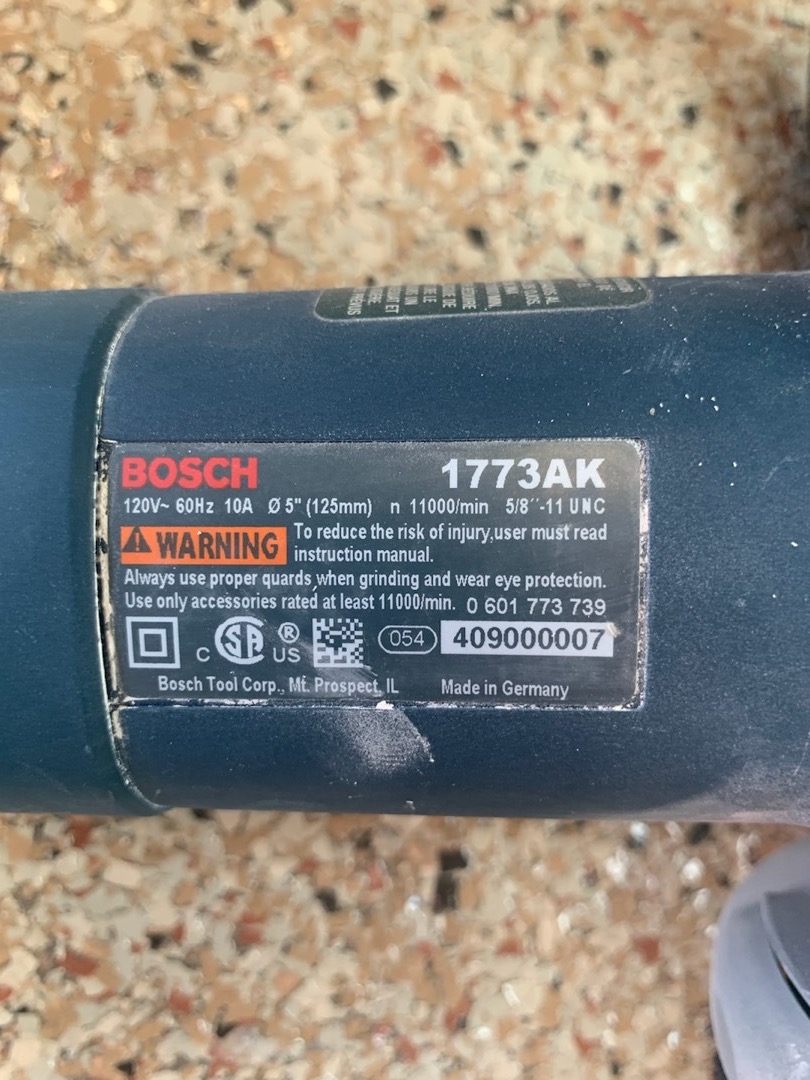 BOSCH 1773AK
120V~ 60Hz 10A Ø 5" (125mm) n 11000/min 5/8´´-11 UNC
WARNING To reduce the risk of injury,user must read
instruction manual.
Always use proper quards,when grinding and wear eye protection.
Use only accessories rated at least 11000/min. 0 601 773 739
C SA ® US 054 409000007
Bosch Tool Corp., Mt. Prospect, IL Made in Germany